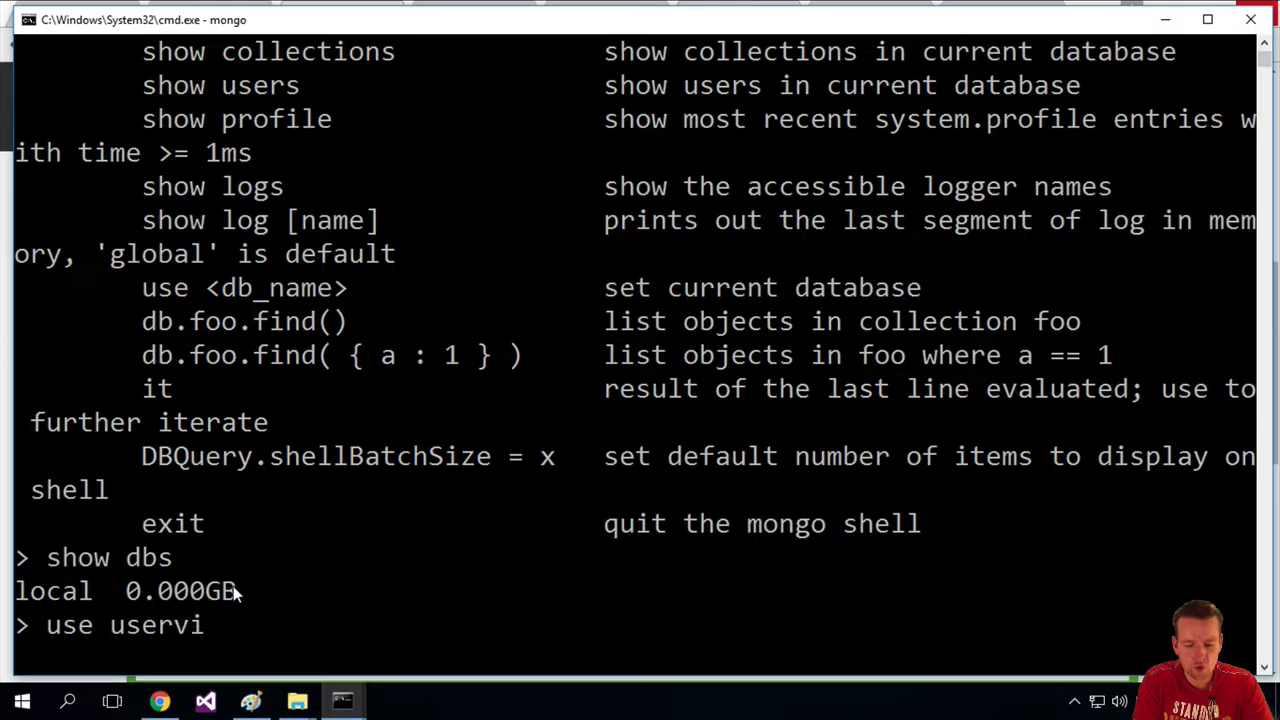 C:\Windows\System32\cmd.exe - mongo
show collections show collections in current database
show users show users in current database
show profile show most recent system.profile entries w
ith time >= 1ms
show logs show the accessible logger names
show log [name] prints out the last segment of log in mem
ory, 'global' is default
use <db_name> set current database
db.foo.find() list objects in collection foo
db.foo.find( { a : 1 } ) list objects in foo where a == 1
it result of the last line evaluated; use to
further iterate
DBQuery.shellBatchSize = x set default number of items to display on
shell
exit quit the mongo shell
> show dbs
local 0.000GB
> use uservi
STANDARD